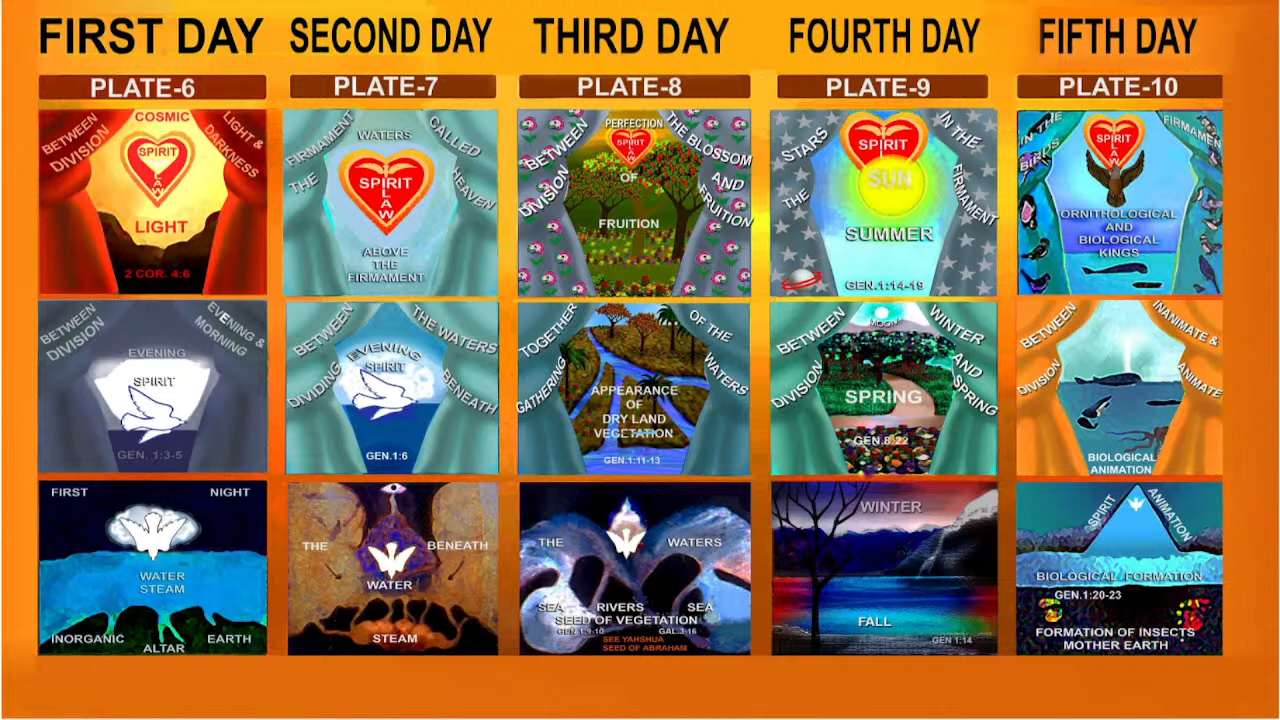 FIRST DAY
SECOND DAY
THIRD DAY
FOURTH DAY
FIFTH DAY
PLATE-6
PLATE-7
PLATE-8
PLATE-9
PLATE-10
BETWEEN
DIVISION
COSMIC
LIGHT &
DARKNESS
SPIRIT
LAW
LIGHT
2 COR. 4:6
THE
FIRMAMENT
WATERS
CALLED
HEAVEN
SPIRIT
LAW
ABOVE
THE
FIRMAMENT
DIVISION
BETWEEN
PERFECTION
THE BLOSSOM
AND
FRUITION
SPIRIT
LAW
OF
FRUITION
THE
STARS
IN THE
FIRMAMENT
SPIRIT
SUN
SUMMER
GEN.1:14-19
BIRDS
IN THE
FIRMAMEN
SPIRIT
LAW
ORNITHOLOGICAL
AND
BIOLOGICAL
KINGS
BETWEEN
DIVISION
EVENING &
MORNING
EVENING
SPIRIT
GEN. 1:3-5
DIVIDING
BETWEEN
THE WATERS
BENEATH
EVENING
SPIRIT
GEN.1:6
GATHERING
TOGETHER
OF THE
WATERS
APPEARANCE
OF
DRY LAND
VEGETATION
GEN.1:11-13
DIVISION
BETWEEN
MOON
WINTER
AND
SPRING
SPRING
GEN.8:22
DIVISION
BETWEEN
INANIMATE &
ANIMATE
BIOLOGICAL
ANIMATION
FIRST NIGHT
WATER
STEAM
INORGANIC EARTH
ALTAR
THE BENEATH
WATER
STEAM
THE WATERS
SEA RIVERS SEA
SEED OF VEGETATION
GEN 1:9-10 GAL.3-16
SEE YAHSHUA
SEED OF ABRAHAM
WINTER
FALL
GEN 1:14
SPIRIT
ANIMATION
BIOLOGICAL FORMATION
GEN.1:20-23
FORMATION OF INSECTS
MOTHER EARTH